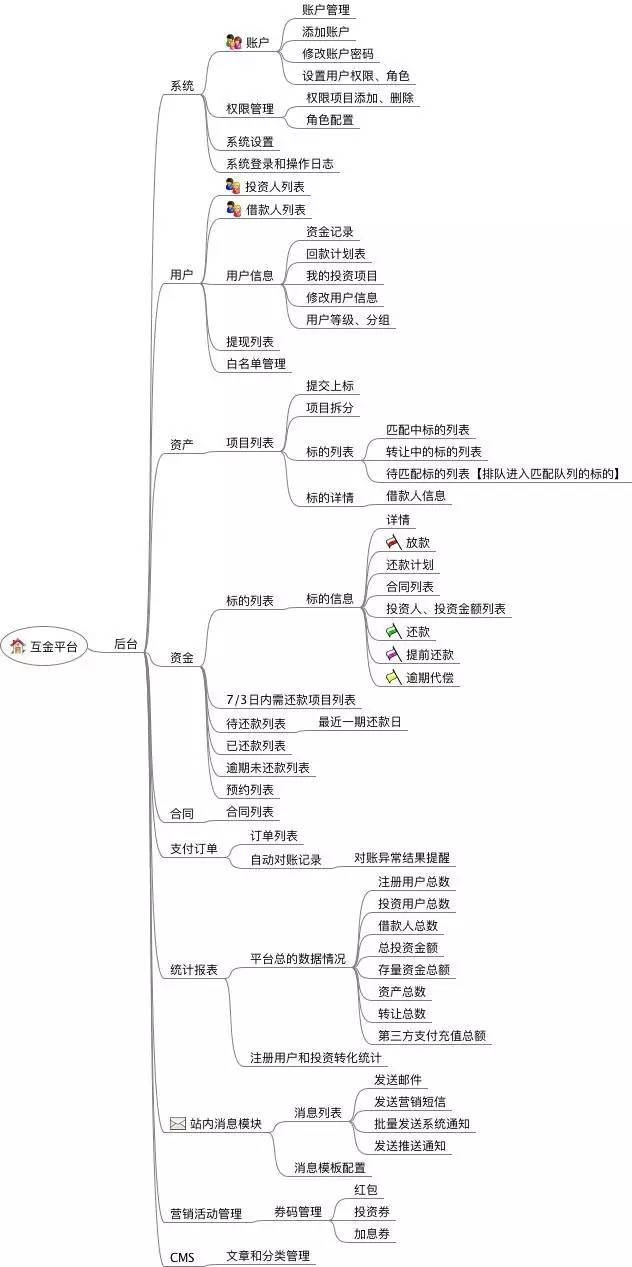 账户管理
添加账户
账户
修改账户密码
设置用户权限、角色
系统
权限项目添加、删除
权限管理
角色配置
系统设置
系统登录和操作日志
投资人列表
借款人列表
资金记录
回款计划表
用户
用户信息
我的投资项目
修改用户信息
用户等级、分组
提现列表
白名单管理
提交上标
项目拆分
资产
项目列表
匹配中标的列表
标的列表
转让中的标的列表
待匹配标的列表【排队进入匹配队列的标的】
标的详情
借款人信息
详情
放款
还款计划
合同列表
标的列表
标的信息
投资人、投资金额列表
还款
提前还款
逾期代偿
互金平台
后台
资金
7/3日内需还款项目列表
待还款列表
最近一期还款日
已还款列表
逾期未还款列表
预约列表
合同
合同列表
支付订单
订单列表
自动对账记录
对账异常结果提醒
注册用户总数
投资用户总数
借款人总数
总投资金额
统计报表
平台总的数据情况
存量资金总额
资产总数
转让总数
第三方支付充值总额
注册用户和投资转化统计
发送邮件
站内消息模块
消息列表
发送营销短信
批量发送系统通知
发送推送通知
消息模板配置
红包
营销活动管理
券码管理
投资券
加息券
CMS
文章和分类管理